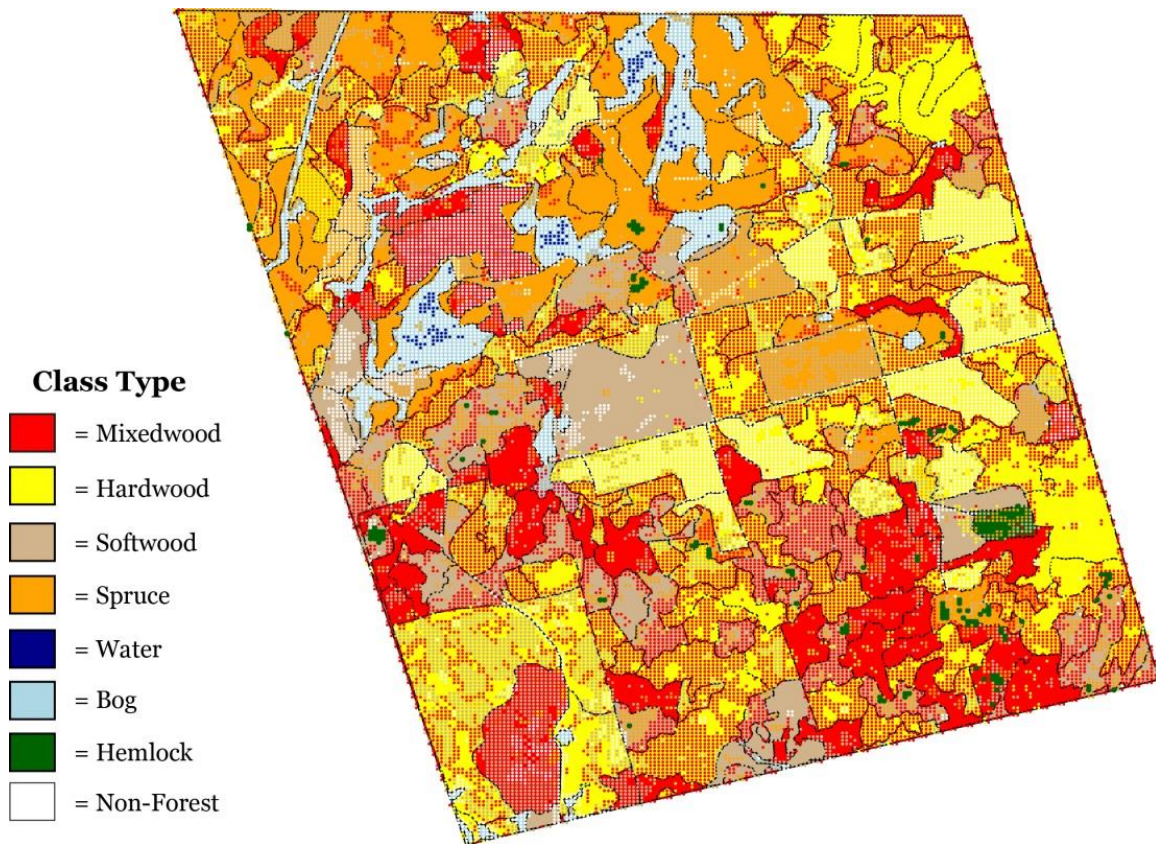 Class Type
= Mixedwood
= Hardwood
= Softwood
= Spruce
= Water
= Bog
= Hemlock
= Non-Forest